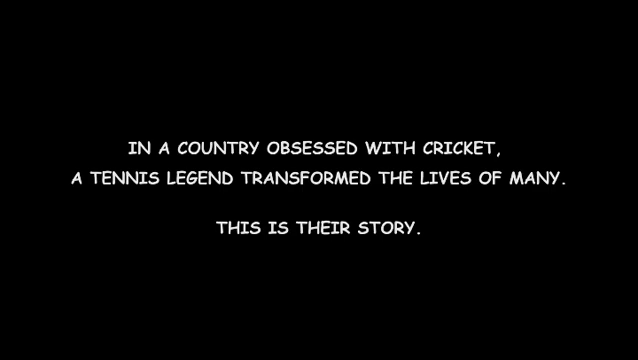 IN A COUNTRY OBSESSED WITH CRICKET,
A TENNIS LEGEND TRANSFORMED THE LIVES OF MANY.
THIS IS THEIR STORY.